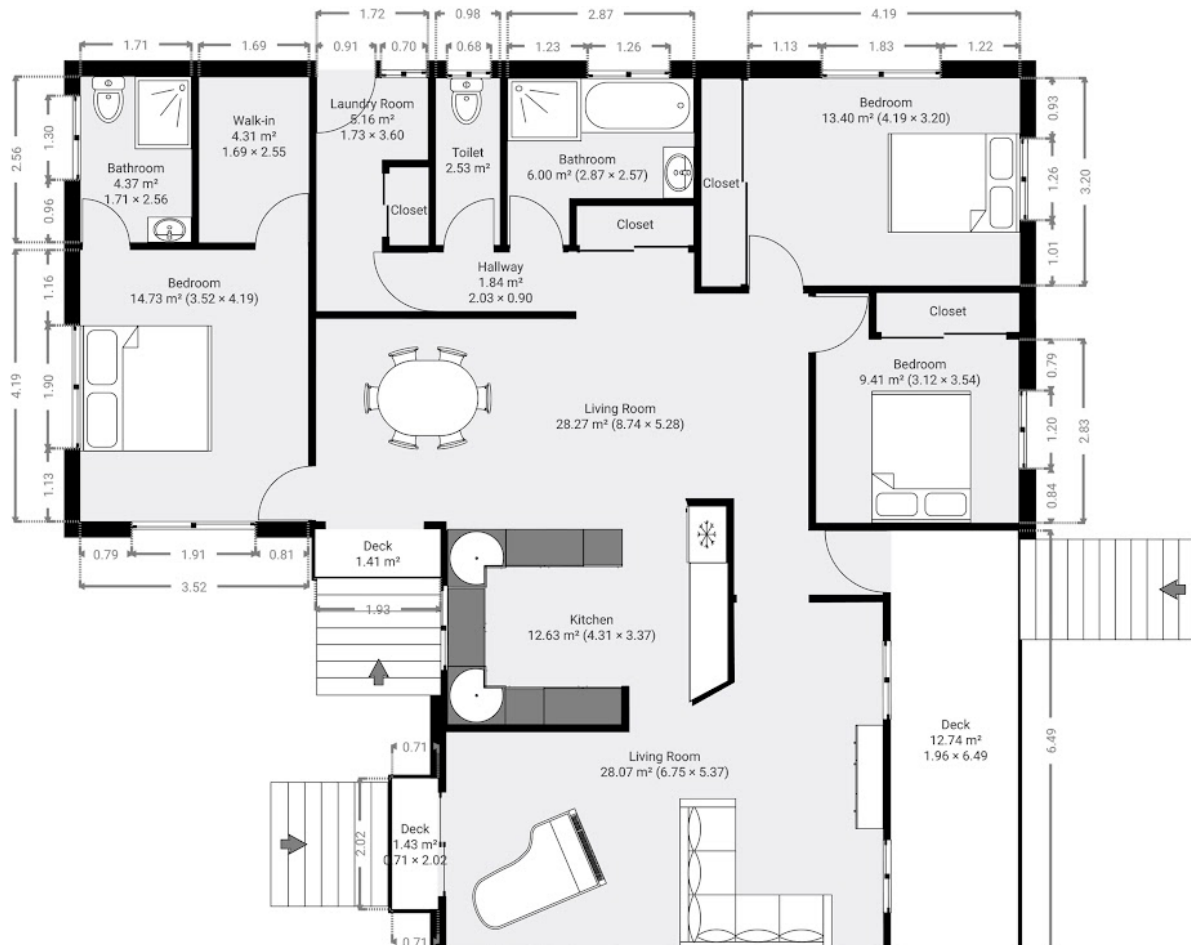 1.72
0.98
2.87
4.19
1.71
1.69
0.91
0.70
0.68
1.23
1.26
1.13
1.83
1.22
2.56
1.30
0.96
Bathroom
4.37 m²
1.71 × 2.56
Walk-in
4.31 m²
1.69 × 2.55
Laundry Room
5.16 m²
1.73 × 3.60
Closet
Toilet
2.53 m²
Bathroom
6.00 m² (2.87 × 2.57)
Closet
Closet
Bedroom
13.40 m² (4.19 × 3.20)
0.93
1.26
1.01
3.20
Hallway
1.84 m²
2.03 × 0.90
Bedroom
14.73 m² (3.52 × 4.19)
4.19
1.16
1.90
1.13
0.79
1.91
0.81
3.52
Closet
Bedroom
9.41 m² (3.12 × 3.54)
0.79
1.20
0.84
2.83
Living Room
28.27 m² (8.74 × 5.28)
Deck
1.41 m²
1.93
Kitchen
12.63 m² (4.31 × 3.37)
Living Room
28.07 m² (6.75 × 5.37)
Deck
12.74 m²
1.96 × 6.49
6.49
0.71
2.02
Deck
1.43 m²
0.71 × 2.02
0.71